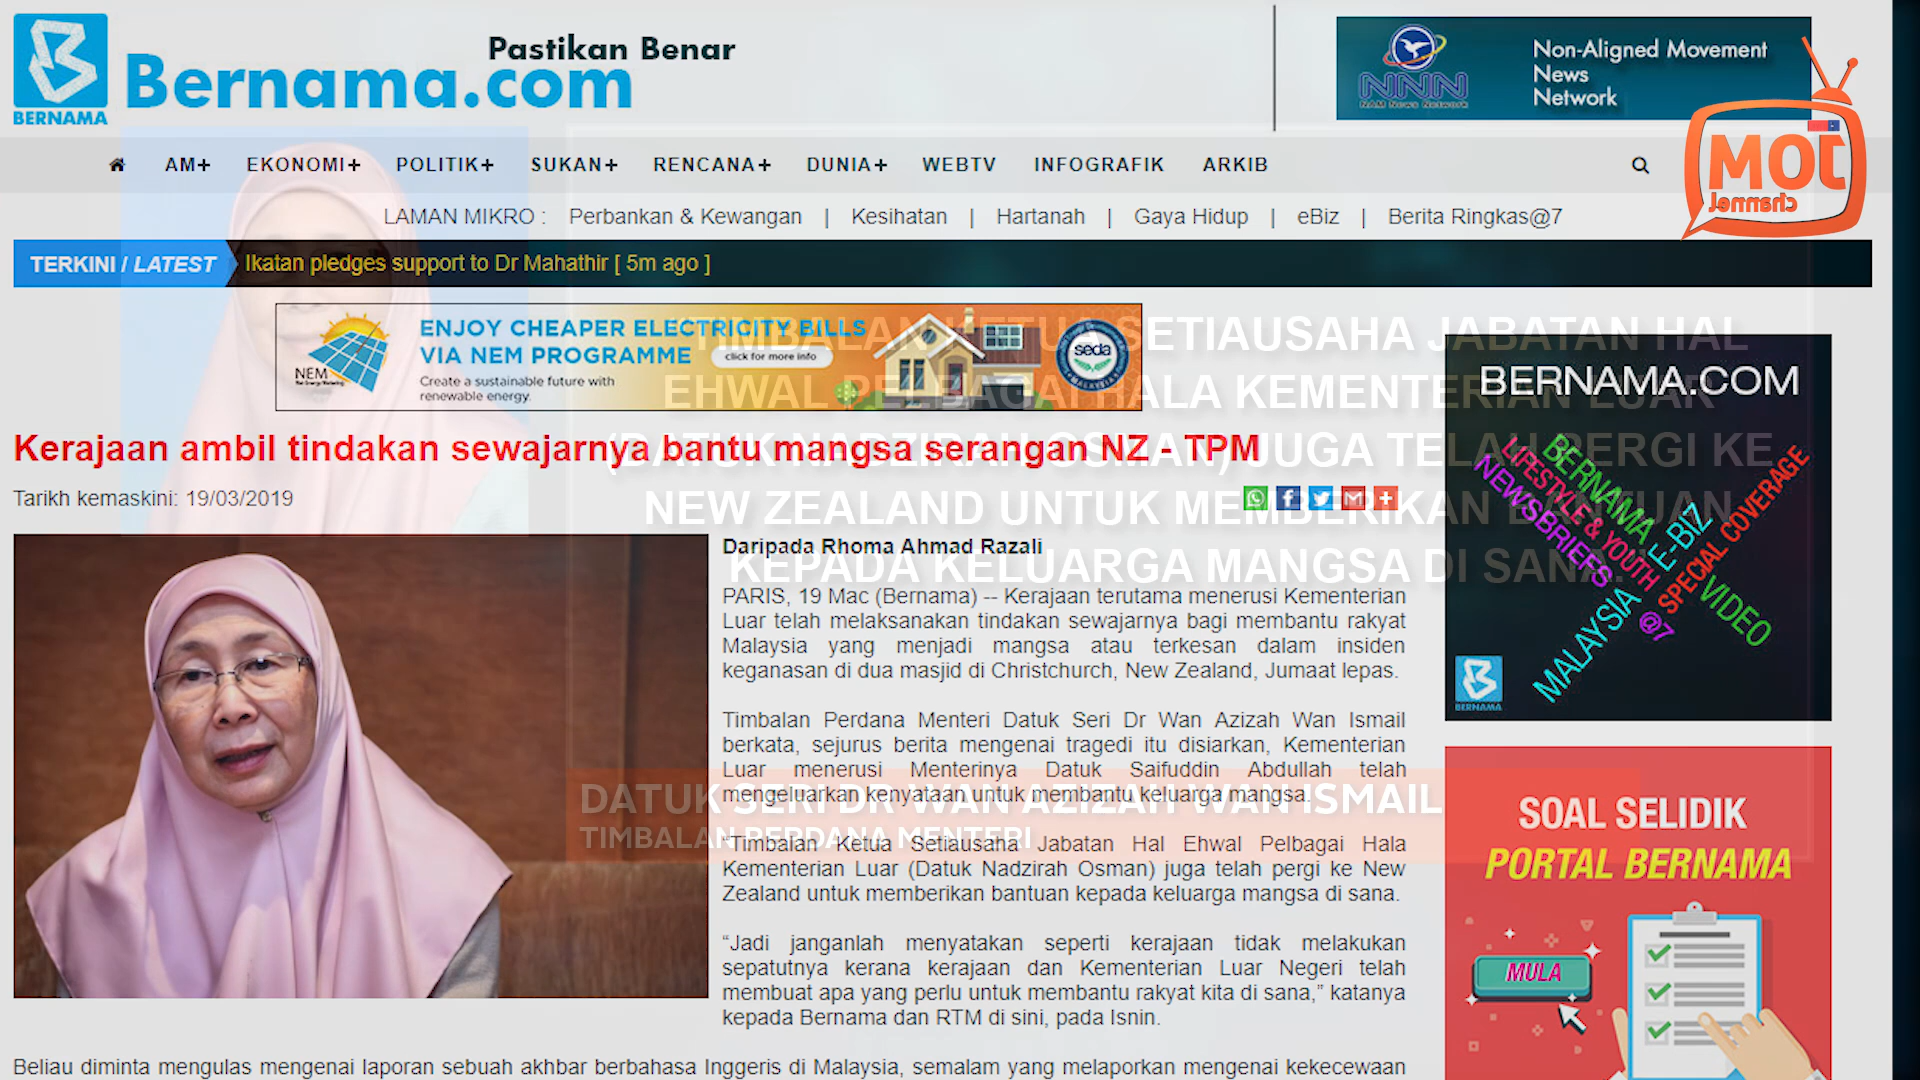 BERNAMA
Bernama.com
Pastikan Benar
NNN
NAM News Network
Non-Aligned Movement
News
Network
JOM
channel
AM+ EKONOMI+ POLITIK+ SUKAN+ RENCANA+ DUNIA+ WEBTV INFOGRAFIK ARKIB
LAMAN MIKRO : Perbankan & Kewangan | Kesihatan | Hartanah | Gaya Hidup | eBiz | Berita Ringkas@7
TERKINI / LATEST Ikatan pledges support to Dr Mahathir [ 5m ago ]
ENJOY CHEAPER ELECTRICITY BILLS
VIA NEM PROGRAMME click for more info
Create a sustainable future with
renewable energy.
NEM
seda
MALAYSIA
Kerajaan ambil tindakan sewajarnya bantu mangsa serangan NZ - TPM
Tarikh kemaskini: 19/03/2019
TIMBALAN KETUA SETIAUSAHA JABATAN HAL
EHWAL PELBAGAI HALA KEMENTERIAN LUAR
(DATUK NADZIRAH OSMAN) JUGA TELAH PERGI KE
NEW ZEALAND UNTUK MEMBERIKAN BANTUAN
KEPADA KELUARGA MANGSA DI SANA."
Daripada Rhoma Ahmad Razali
PARIS, 19 Mac (Bernama) -- Kerajaan terutama menerusi Kementerian
Luar telah melaksanakan tindakan sewajarnya bagi membantu rakyat
Malaysia yang menjadi mangsa atau terkesan dalam insiden
keganasan di dua masjid di Christchurch, New Zealand, Jumaat lepas.
Timbalan Perdana Menteri Datuk Seri Dr Wan Azizah Wan Ismail
berkata, sejurus berita mengenai tragedi itu disiarkan, Kementerian
Luar menerusi Menterinya Datuk Saifuddin Abdullah telah
mengeluarkan kenyataan untuk membantu keluarga mangsa.
DATUK SERI DR WAN AZIZAH WAN ISMAIL
TIMBALAN PERDANA MENTERI
“Timbalan Ketua Setiausaha Jabatan Hal Ehwal Pelbagai Hala
Kementerian Luar (Datuk Nadzirah Osman) juga telah pergi ke New
Zealand untuk memberikan bantuan kepada keluarga mangsa di sana.
“Jadi janganlah menyatakan seperti kerajaan tidak melakukan
sepatutnya kerana kerajaan dan Kementerian Luar Negeri telah
membuat apa yang perlu untuk membantu rakyat kita di sana,” katanya
kepada Bernama dan RTM di sini, pada Isnin.
Beliau diminta mengulas mengenai laporan sebuah akhbar berbahasa Inggeris di Malaysia, semalam yang melaporkan mengenai kekecewaan
BERNAMA.COM
BERNAMA
LIFESTYLE & YOUTH
NEWSBRIEFS
E-BIZ
SPECIAL COVERAGE
VIDEO
MALAYSIA @7
BERNAMA
SOAL SELIDIK
PORTAL BERNAMA
MULA